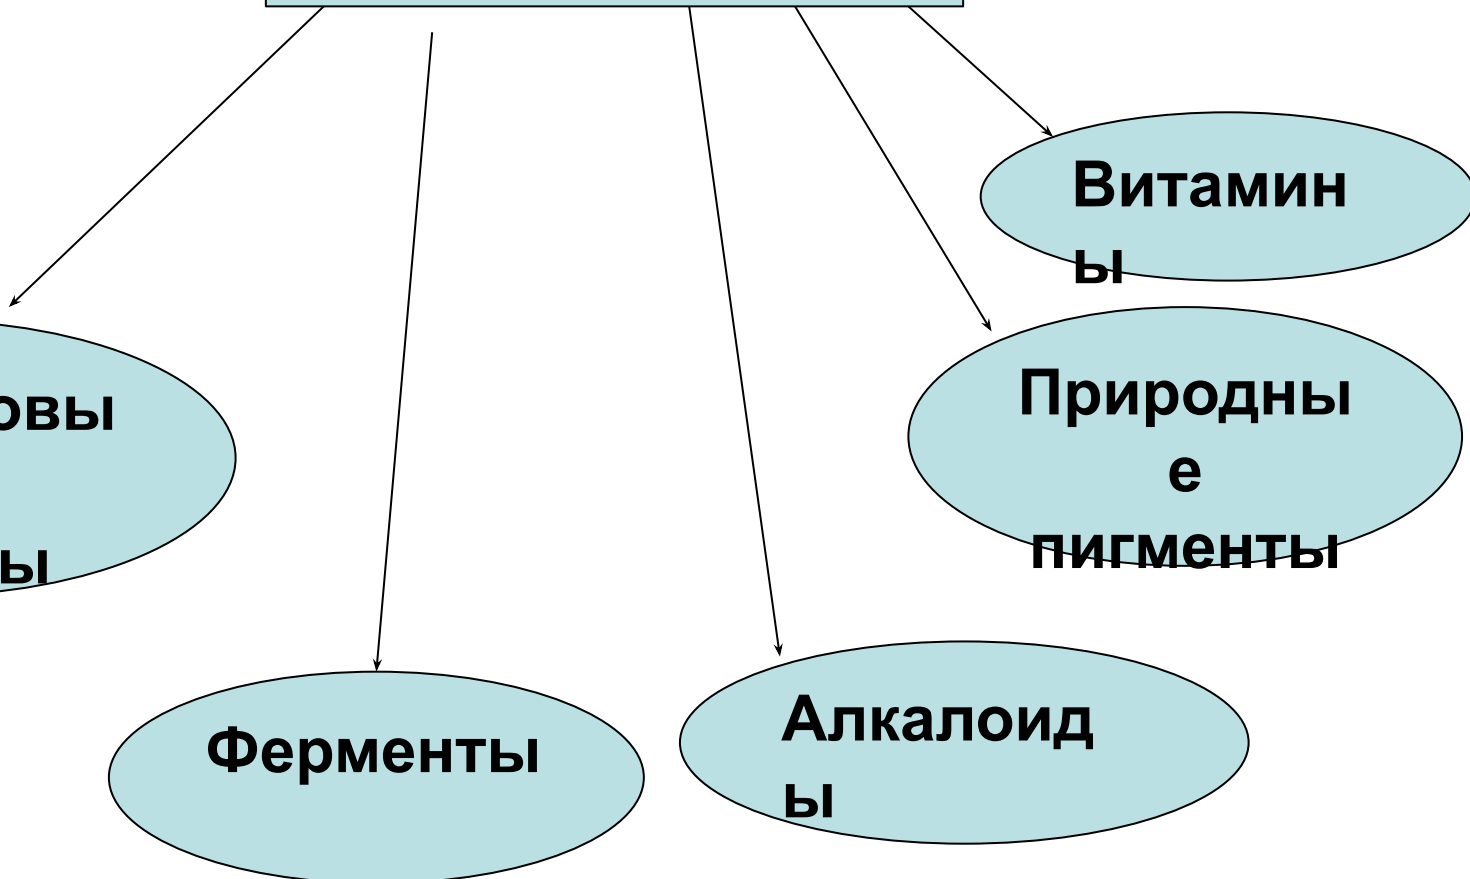 Витамин
ы
Природны
е
пигменты
овы
ы
Ферменты
Алкалоид
ы